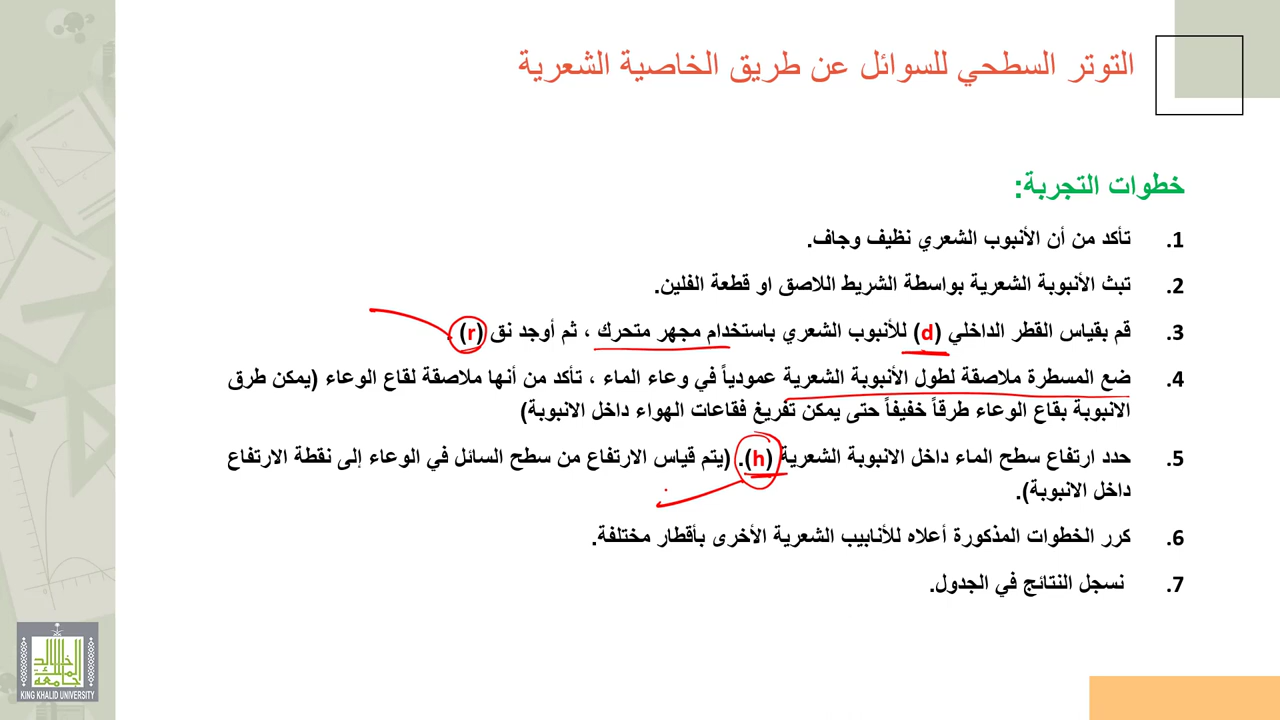 التوتر السطحي للسوائل عن طريق الخاصية الشعرية
خطوات التجربة:
1. تأكد من أن الأنبوب الشعري نظيف وجاف.
2. تبث الأنبوبة الشعرية بواسطة الشريط اللاصق او قطعة الفلين.
3. قم بقياس القطر الداخلي (d) للأنبوب الشعري باستخدام مجهر متحرك ، ثم أوجد نق (r)
4. ضع المسطرة ملاصقة لطول الأنبوبة الشعرية عمودياً في وعاء الماء ، تأكد من أنها ملاصقة لقاع الوعاء (يمكن طرق
الانبوبة بقاع الوعاء طرقاً خفيفاً حتى يمكن تفريغ فقاعات الهواء داخل الانبوبة)
5. حدد ارتفاع سطح الماء داخل الانبوبة الشعرية (h). (يتم قياس الارتفاع من سطح السائل في الوعاء إلى نقطة الارتفاع
داخل الانبوبة).
6. كرر الخطوات المذكورة أعلاه للأنابيب الشعرية الأخرى بأقطار مختلفة.
7. نسجل النتائج في الجدول.
جامعة الملك خالد
KING KHALID UNIVERSITY